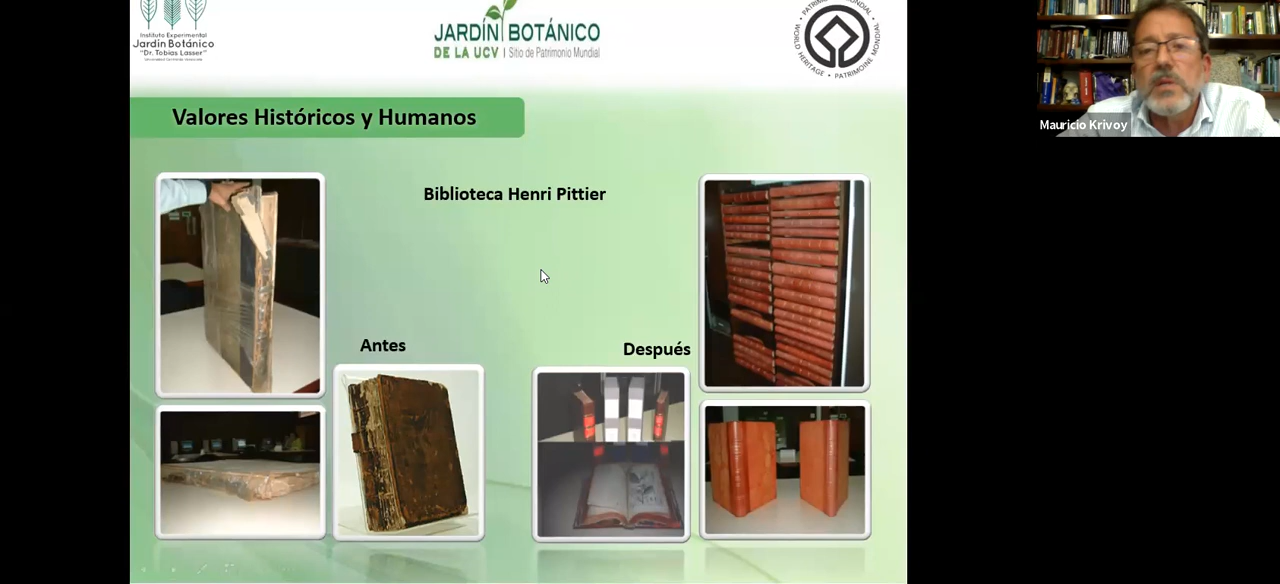 Instituto Experimental
Jardín Botánico
"Dr. Tobías Lasser"
JARDÍN BOTÁNICO
DE LA UCV | Sitio de Patrimonio Mundial
WORLD HERITAGE • PATRIMOINE MONDIAL
Mauricio Krivoy
Valores Históricos y Humanos
Biblioteca Henri Pittier
Antes
Después